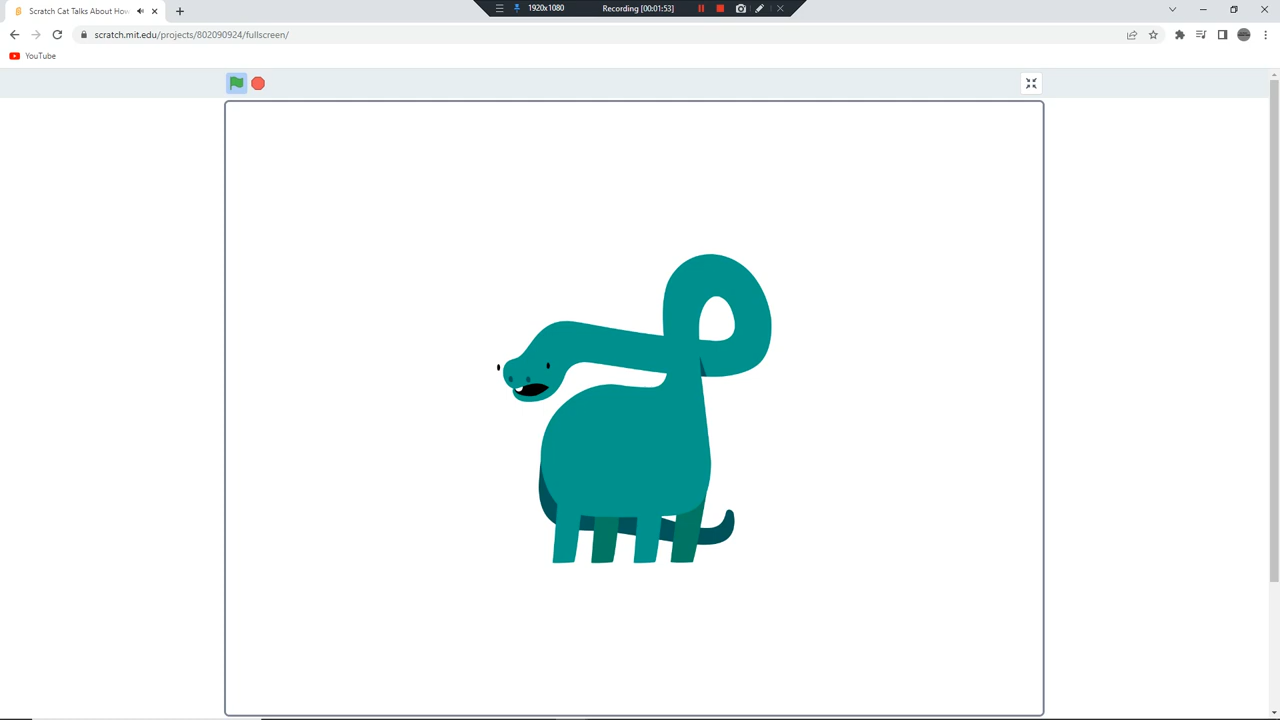 1920x1080
Recording [00:01:53]
Scratch Cat Talks About How
scratch.mit.edu/projects/802090924/fullscreen/
YouTube